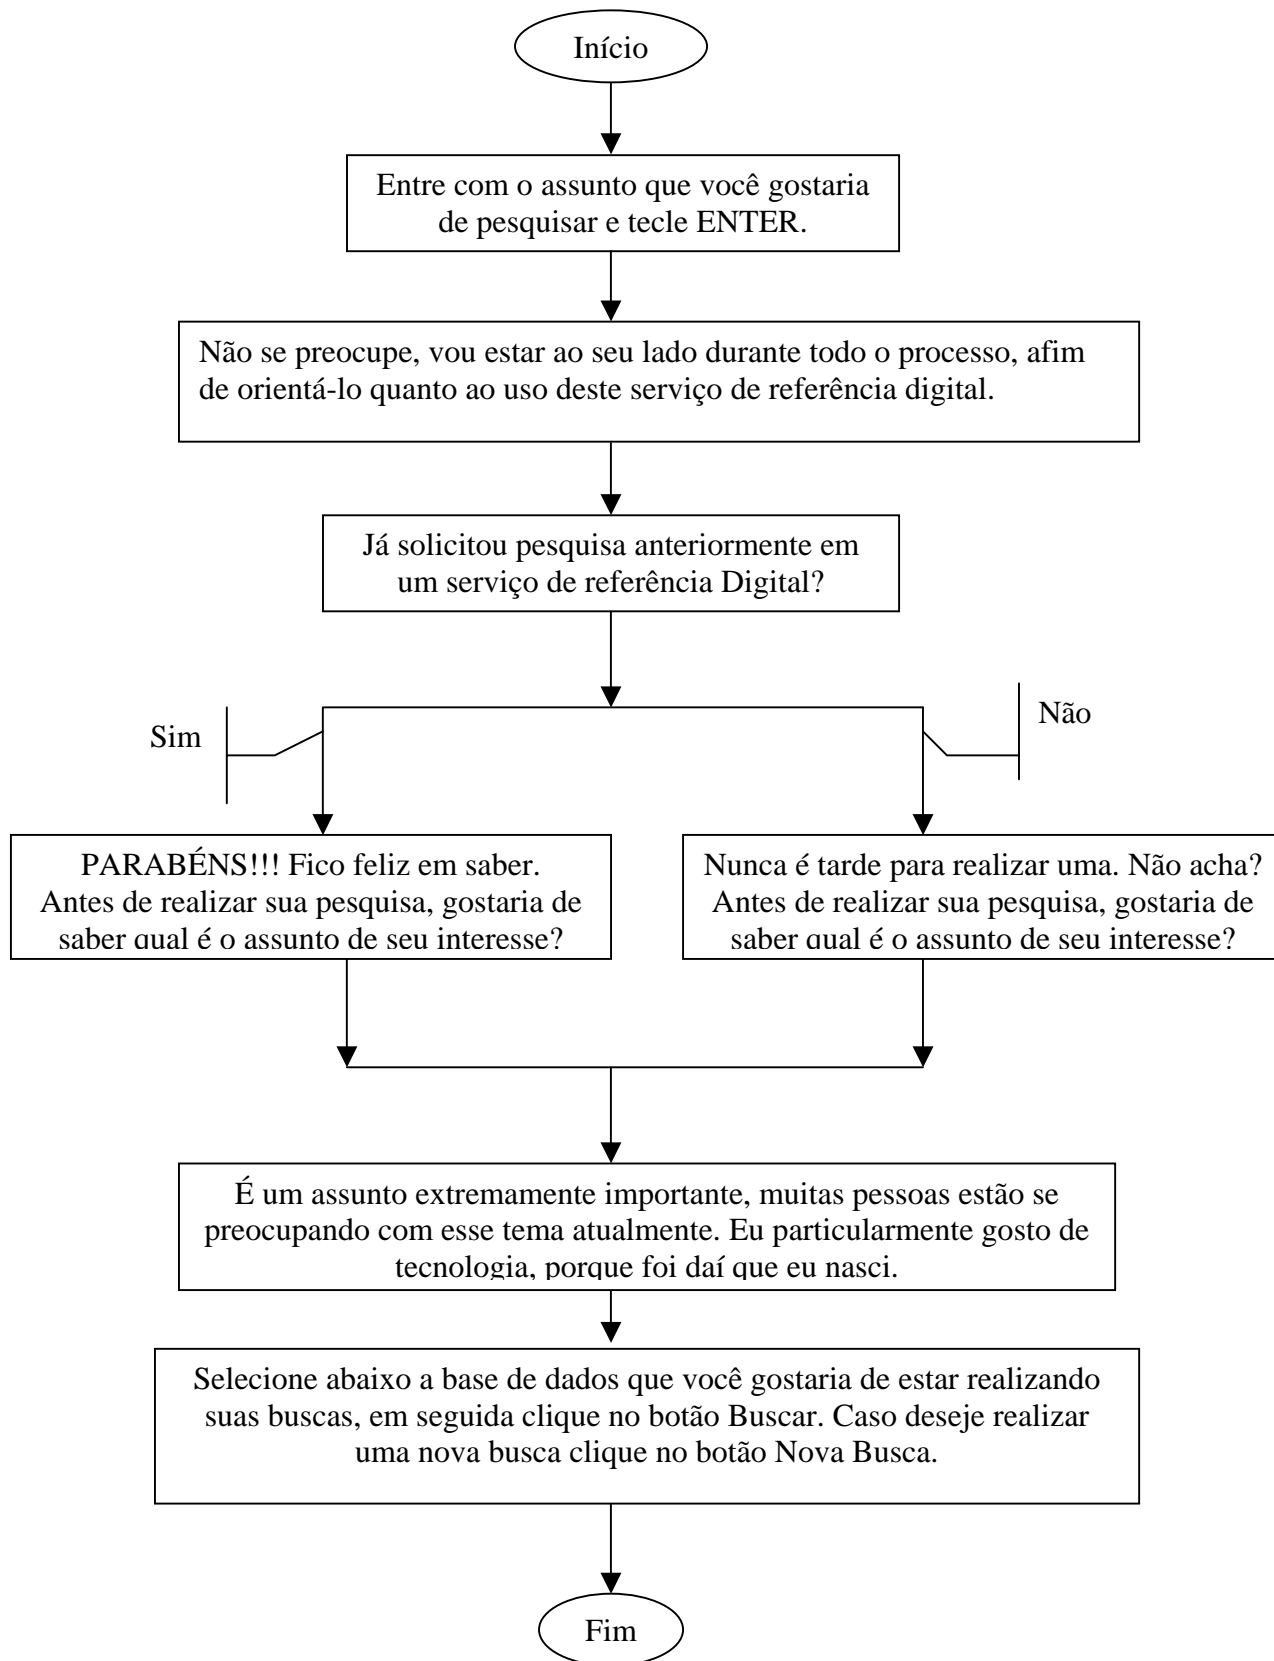 Início
Entre com o assunto que você gostaria
de pesquisar e tecle ENTER.
Não se preocupe, vou estar ao seu lado durante todo o processo, afim
de orientá-lo quanto ao uso deste serviço de referência digital.
Já solicitou pesquisa anteriormente em
um serviço de referência Digital?
Sim
Não
PARABÉNS!!! Fico feliz em saber.
Antes de realizar sua pesquisa, gostaria de
saber qual é o assunto de seu interesse?
Nunca é tarde para realizar uma. Não acha?
Antes de realizar sua pesquisa, gostaria de
saber qual é o assunto de seu interesse?
É um assunto extremamente importante, muitas pessoas estão se
preocupando com esse tema atualmente. Eu particularmente gosto de
tecnologia, porque foi daí que eu nasci.
Selecione abaixo a base de dados que você gostaria de estar realizando
suas buscas, em seguida clique no botão Buscar. Caso deseje realizar
uma nova busca clique no botão Nova Busca.
Fim